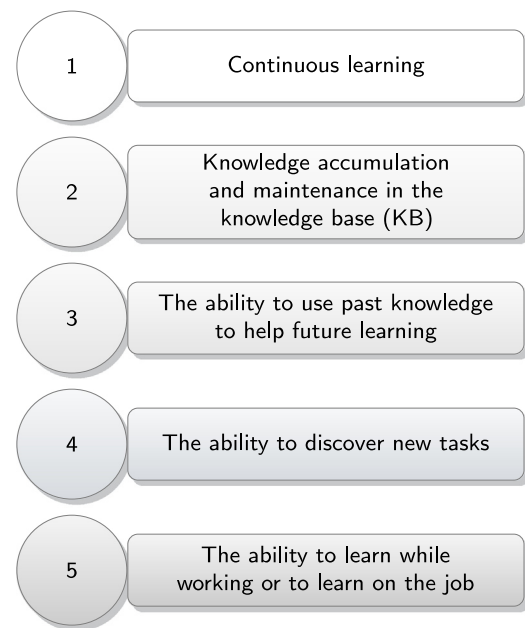 1
Continuous learning
2
Knowledge accumulation
and maintenance in the
knowledge base (KB)
3
The ability to use past knowledge
to help future learning
4
The ability to discover new tasks
5
The ability to learn while
working or to learn on the job